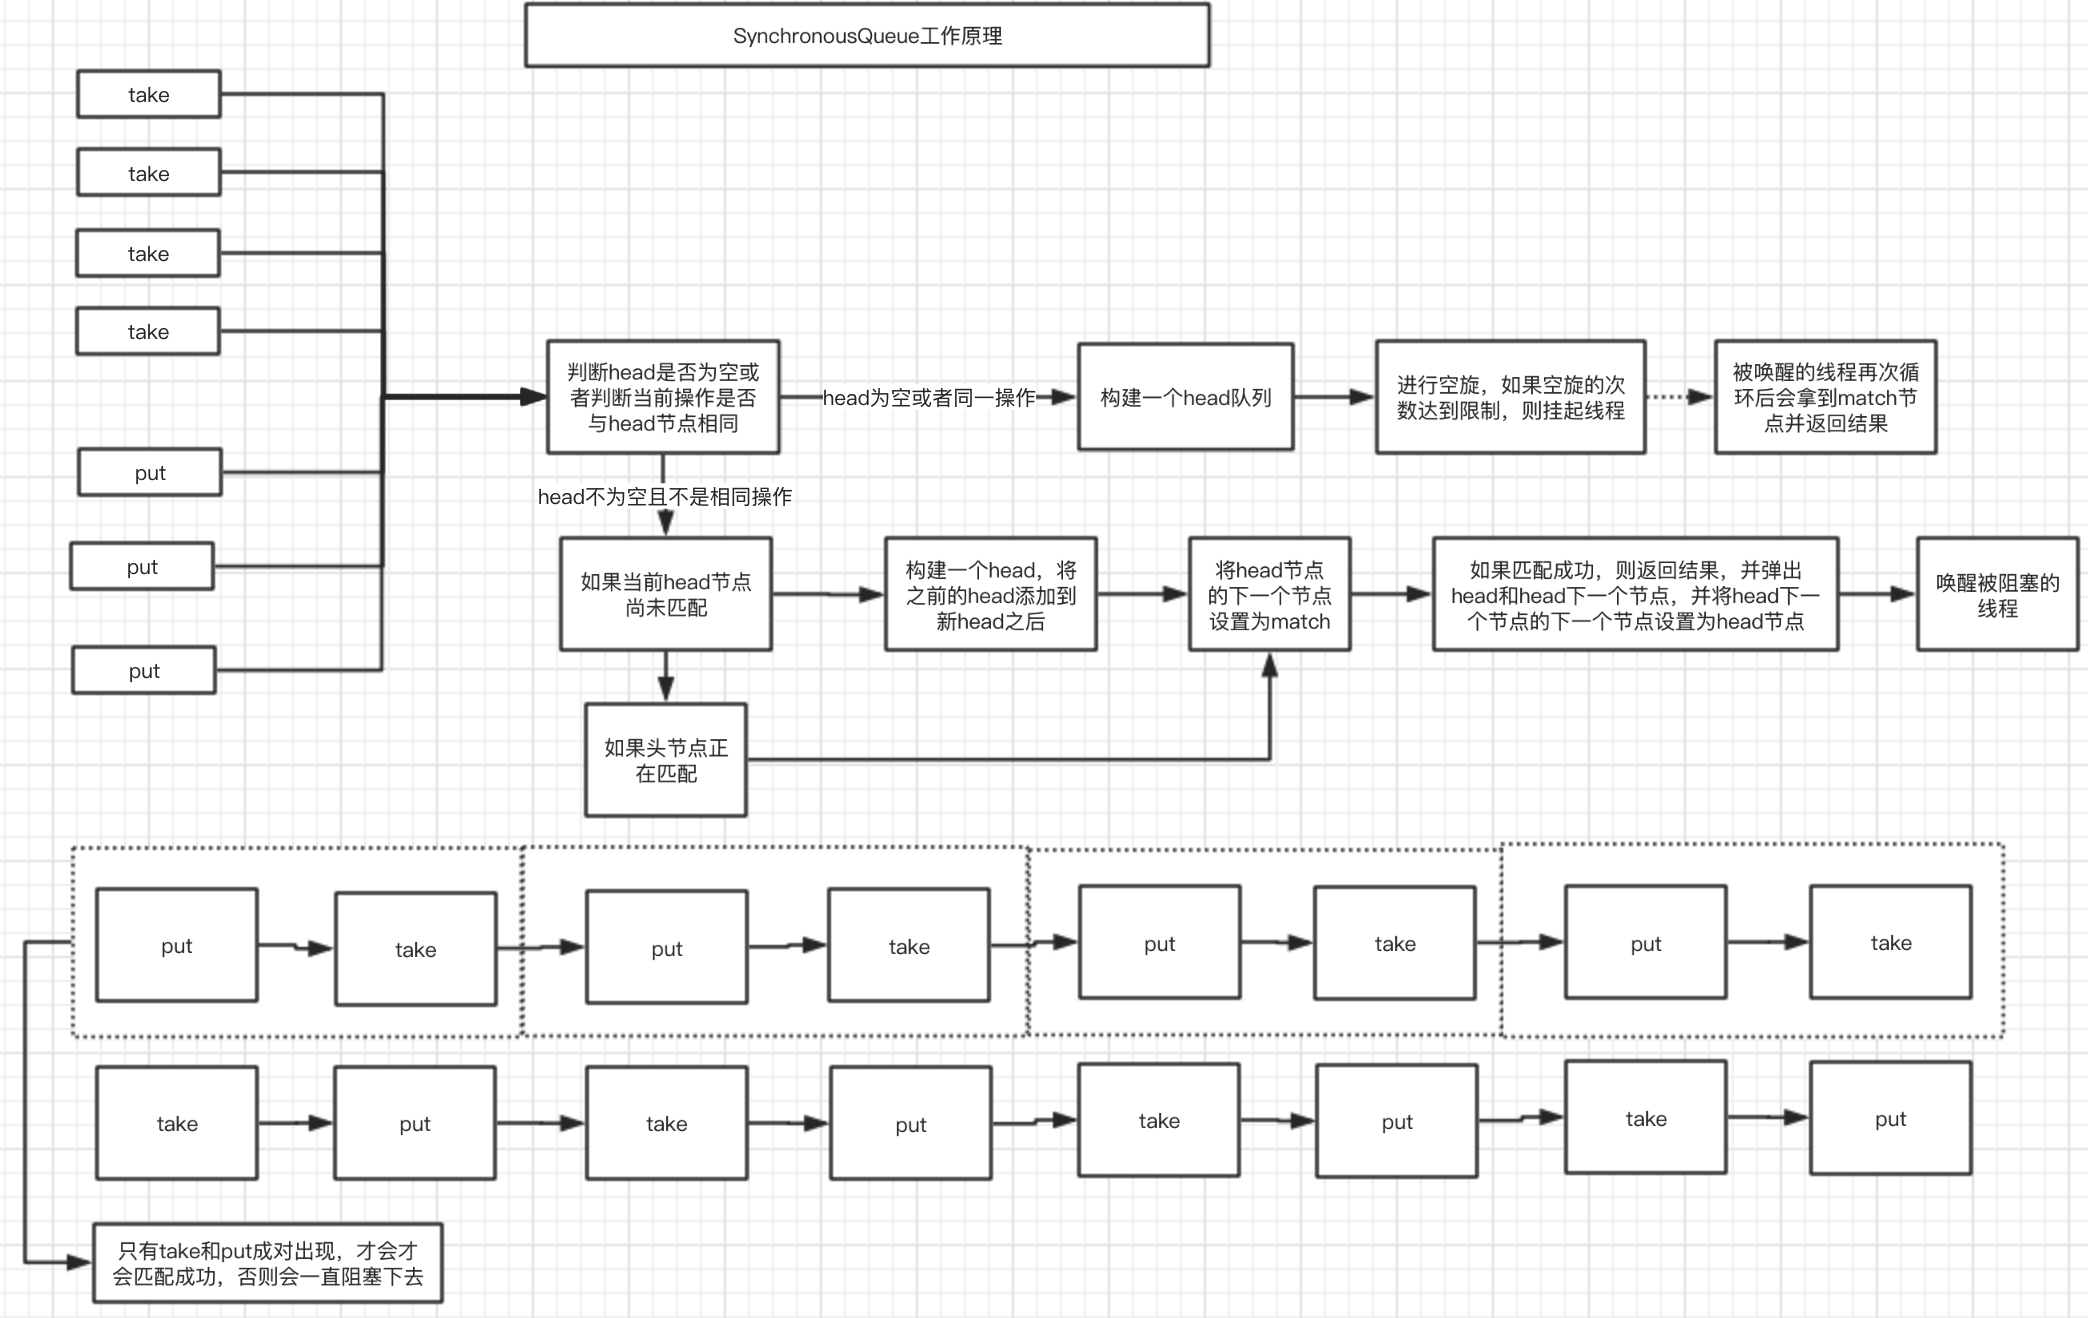 SynchronousQueue工作原理
take
take
take
take
put
put
put
判断head是否为空或
者判断当前操作是否
与head节点相同
head为空或者同一操作
构建一个head队列
进行空旋，如果空旋的次
数达到限制，则挂起线程
被唤醒的线程再次循
环后会拿到match节
点并返回结果
head不为空且不是相同操作
如果当前head节点
尚未匹配
构建一个head，将
之前的head添加到
新head之后
将head节点
的下一个节点
设置为match
如果匹配成功，则返回结果，并弹出
head和head下一个节点，并将head下一
个节点的下一个节点设置为head节点
唤醒被阻塞的
线程
如果头节点正
在匹配
put
take
put
take
put
take
put
take
take
put
take
put
take
put
take
put
只有take和put成对出现，才会才
会匹配成功，否则会一直阻塞下去